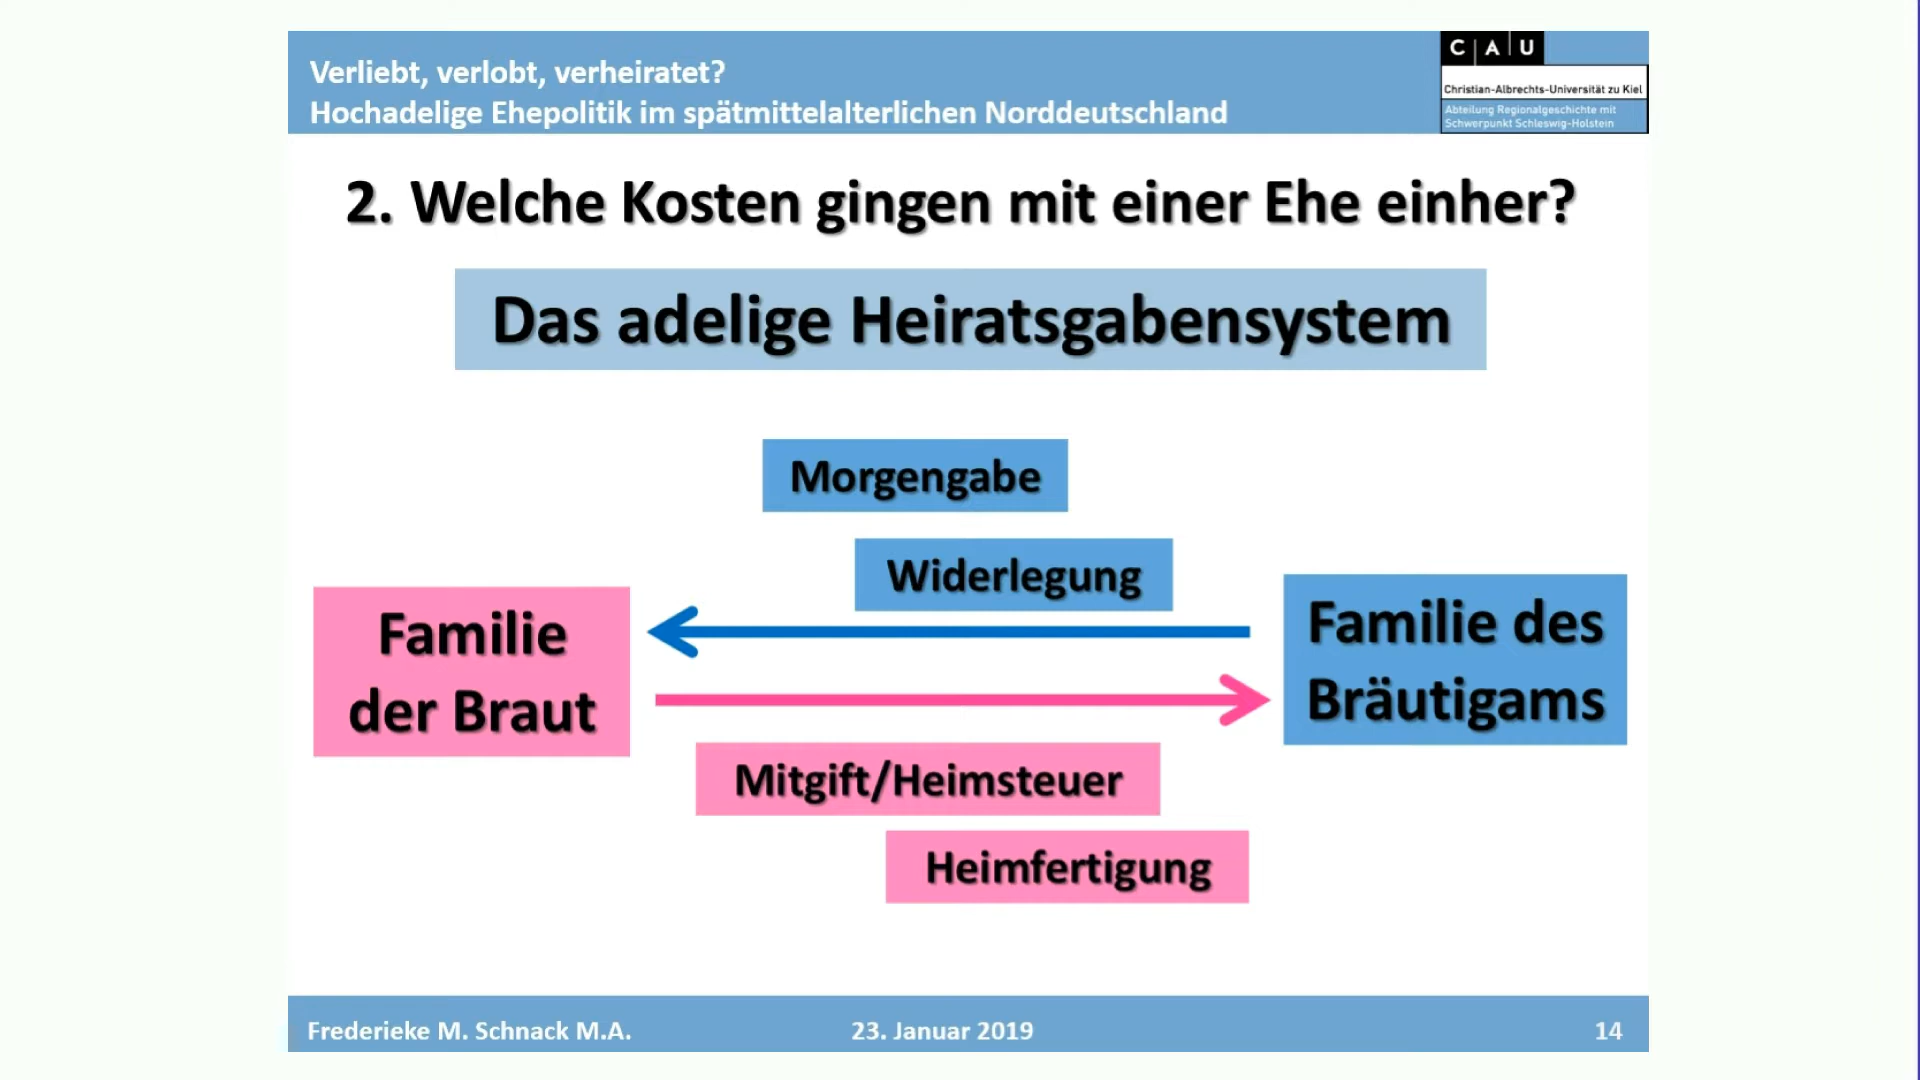 Verliebt, verlobt, verheiratet?
Hochadelige Ehepolitik im spätmittelalterlichen Norddeutschland
C A U
Christian-Albrechts-Universität zu Kiel
Abteilung Regionalgeschichte mit
Schwerpunkt Schleswig-Holstein
2. Welche Kosten gingen mit einer Ehe einher?
Das adelige Heiratsgabensystem
Morgengabe
Widerlegung
Familie
der Braut
Familie des
Bräutigams
Mitgift/Heimsteuer
Heimfertigung
Frederieke M. Schnack M.A.
23. Januar 2019
14